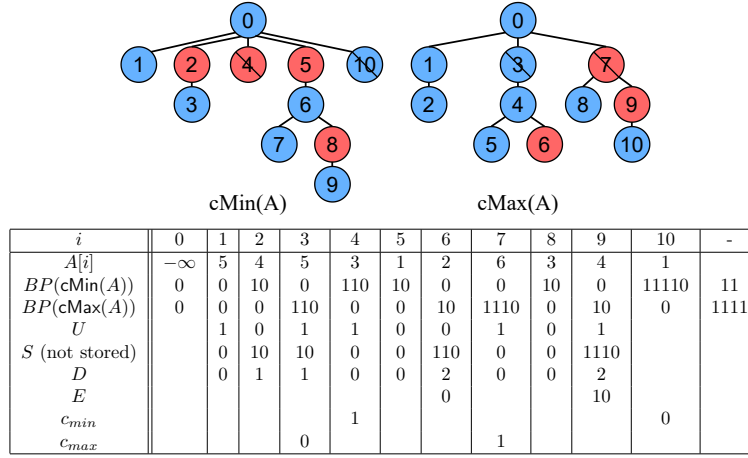 0 0
1 2 4 5 10 1 3 7
3 6 2 4 8 9
7 8 5 6 10
9
cMin(A) cMax(A)
i 0 1 2 3 4 5 6 7 8 9 10 -
A[i] −∞ 5 4 5 3 1 2 6 3 4 1
BP(cMin(A)) 0 0 10 0 110 10 0 0 10 0 11110 11
BP(cMax(A)) 0 0 0 110 0 0 10 1110 0 10 0 1111
U 1 0 1 1 0 0 1 0 1
S (not stored) 0 10 10 0 0 110 0 0 1110
D 0 1 1 0 0 2 0 0 2
E 0 10
c_min 1 0
c_max 0 1